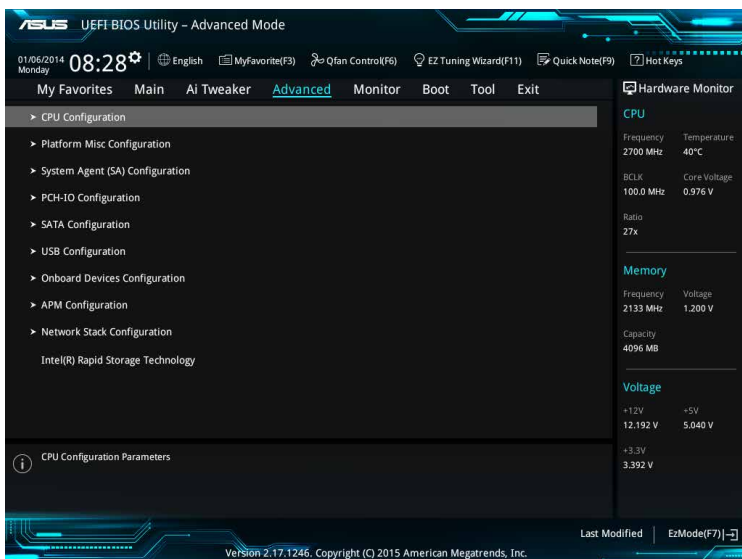 ASUS UEFI BIOS Utility – Advanced Mode
01/06/2014
Monday
08:28
English
MyFavorite(F3)
Qfan Control(F6)
EZ Tuning Wizard(F11)
Quick Note(F9)
? Hot Keys
My Favorites Main Ai Tweaker Advanced Monitor Boot Tool Exit
> CPU Configuration
> Platform Misc Configuration
> System Agent (SA) Configuration
> PCH-IO Configuration
> SATA Configuration
> USB Configuration
> Onboard Devices Configuration
> APM Configuration
> Network Stack Configuration
Intel(R) Rapid Storage Technology
i CPU Configuration Parameters
Hardware Monitor
CPU
Frequency Temperature
2700 MHz 40°C
BCLK Core Voltage
100.0 MHz 0.976 V
Ratio
27x
Memory
Frequency Voltage
2133 MHz 1.200 V
Capacity
4096 MB
Voltage
+12V +5V
12.192 V 5.040 V
+3.3V
3.392 V
Last Modified
EzMode(F7)
Version 2.17.1246. Copyright (C) 2015 American Megatrends, Inc.